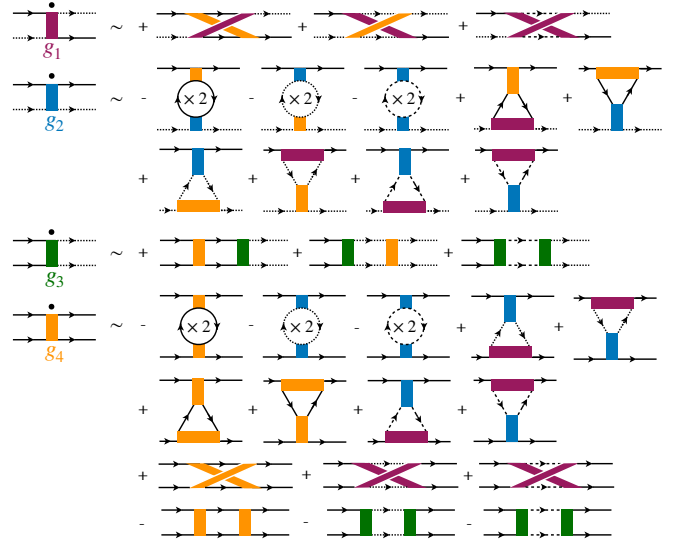 g₁ ~ + + +
g₂ ~ - × 2 - × 2 - × 2 + +
+ + + +
g₃ ~ + + +
g₄ ~ - × 2 - × 2 - × 2 + +
+ + + +
+ + +
- - -